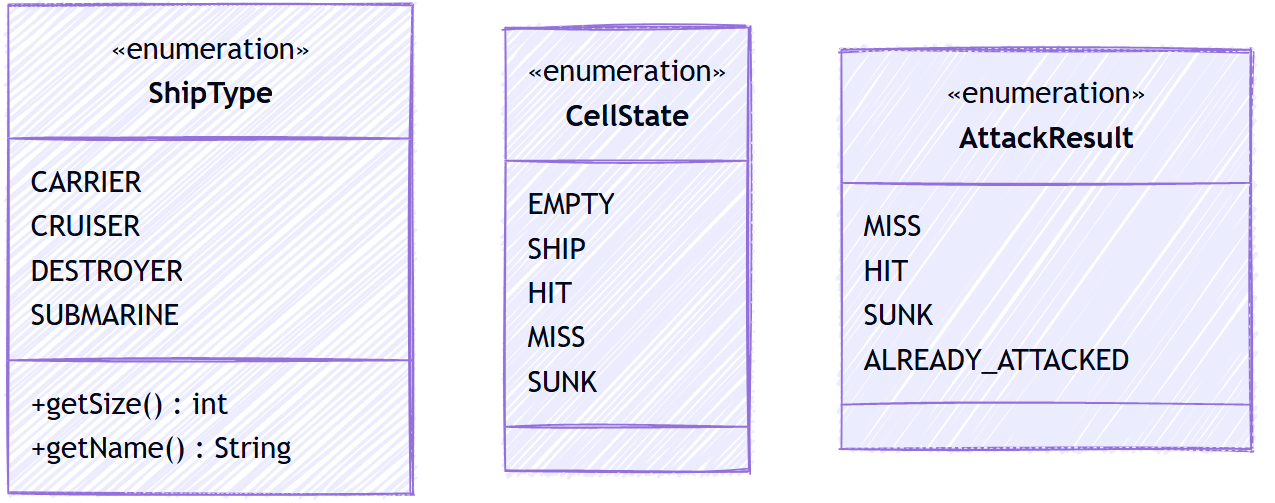 «enumeration»
ShipType
CARRIER
CRUISER
DESTROYER
SUBMARINE
+getSize() : int
+getName() : String
«enumeration»
CellState
EMPTY
SHIP
HIT
MISS
SUNK
«enumeration»
AttackResult
MISS
HIT
SUNK
ALREADY_ATTACKED